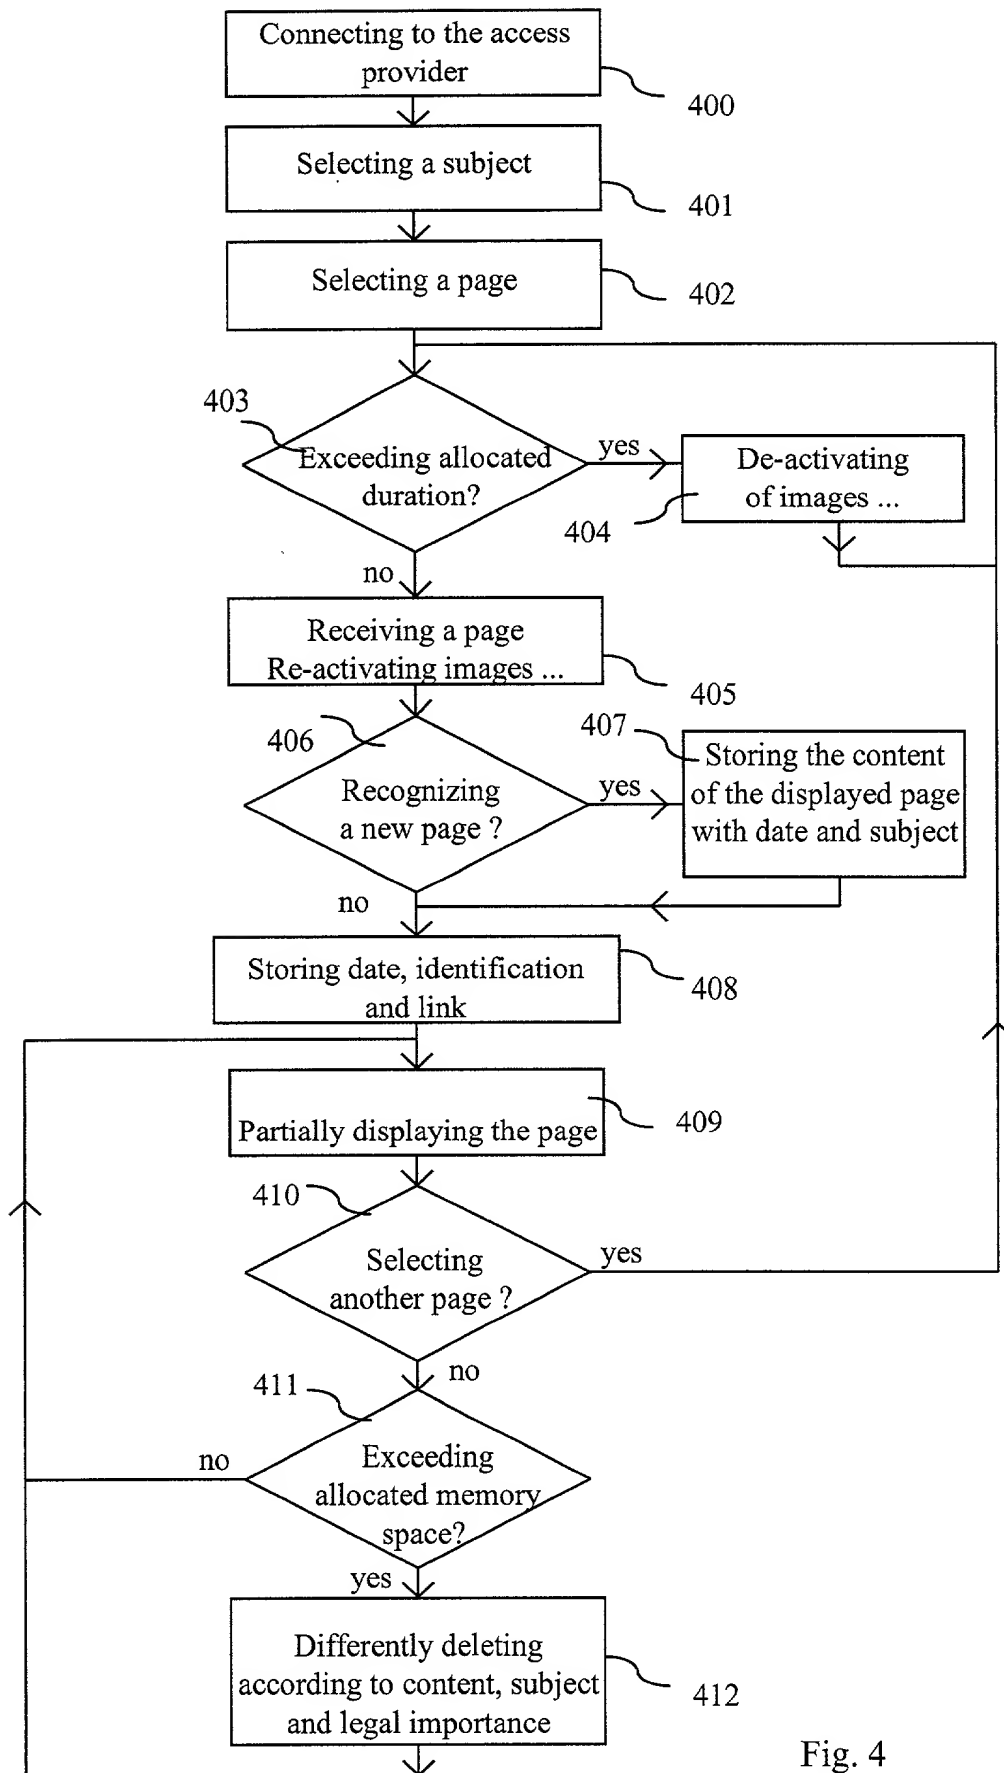 Connecting to the access
provider
400
Selecting a subject
401
Selecting a page
402
403
Exceeding allocated
duration?
yes
De-activating
of images ...
404
no
Receiving a page
Re-activating images ...
405
406
Recognizing
a new page ?
yes
407
Storing the content
of the displayed page
with date and subject
no
Storing date, identification
and link
408
Partially displaying the page
409
410
Selecting
another page ?
yes
no
411
Exceeding
allocated memory
space?
no
yes
Differently deleting
according to content, subject
and legal importance
412
Fig. 4